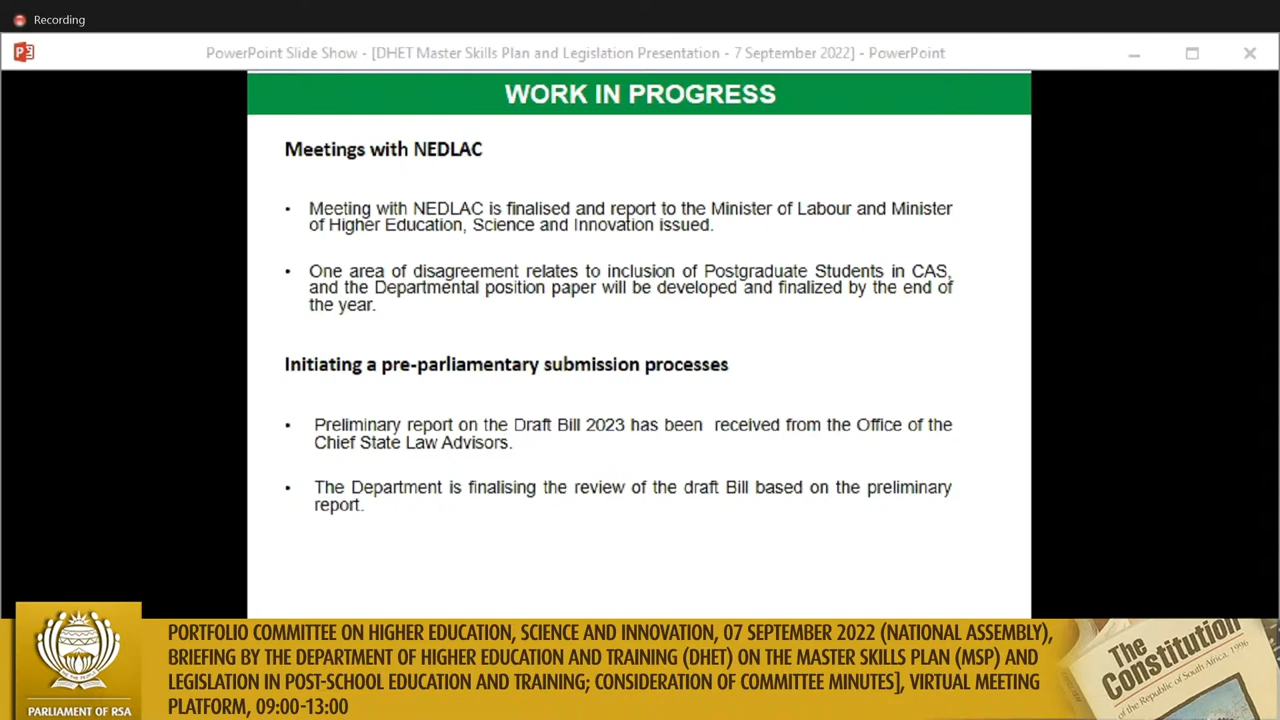 Recording
PowerPoint Slide Show - [DHET Master Skills Plan and Legislation Presentation - 7 September 2022] - PowerPoint
WORK IN PROGRESS
Meetings with NEDLAC
• Meeting with NEDLAC is finalised and report to the Minister of Labour and Minister
of Higher Education, Science and Innovation issued.
• One area of disagreement relates to inclusion of Postgraduate Students in CAS,
and the Departmental position paper will be developed and finalized by the end of
the year.
Initiating a pre-parliamentary submission processes
• Preliminary report on the Draft Bill 2023 has been received from the Office of the
Chief State Law Advisors.
• The Department is finalising the review of the draft Bill based on the preliminary
report.
PARLIAMENT OF RSA
PORTFOLIO COMMITTEE ON HIGHER EDUCATION, SCIENCE AND INNOVATION, 07 SEPTEMBER 2022 (NATIONAL ASSEMBLY),
BRIEFING BY THE DEPARTMENT OF HIGHER EDUCATION AND TRAINING (DHET) ON THE MASTER SKILLS PLAN (MSP) AND
LEGISLATION IN POST-SCHOOL EDUCATION AND TRAINING; CONSIDERATION OF COMMITTEE MINUTES], VIRTUAL MEETING
PLATFORM, 09:00-13:00
The
Constitution
of the Republic of South Africa, 1996